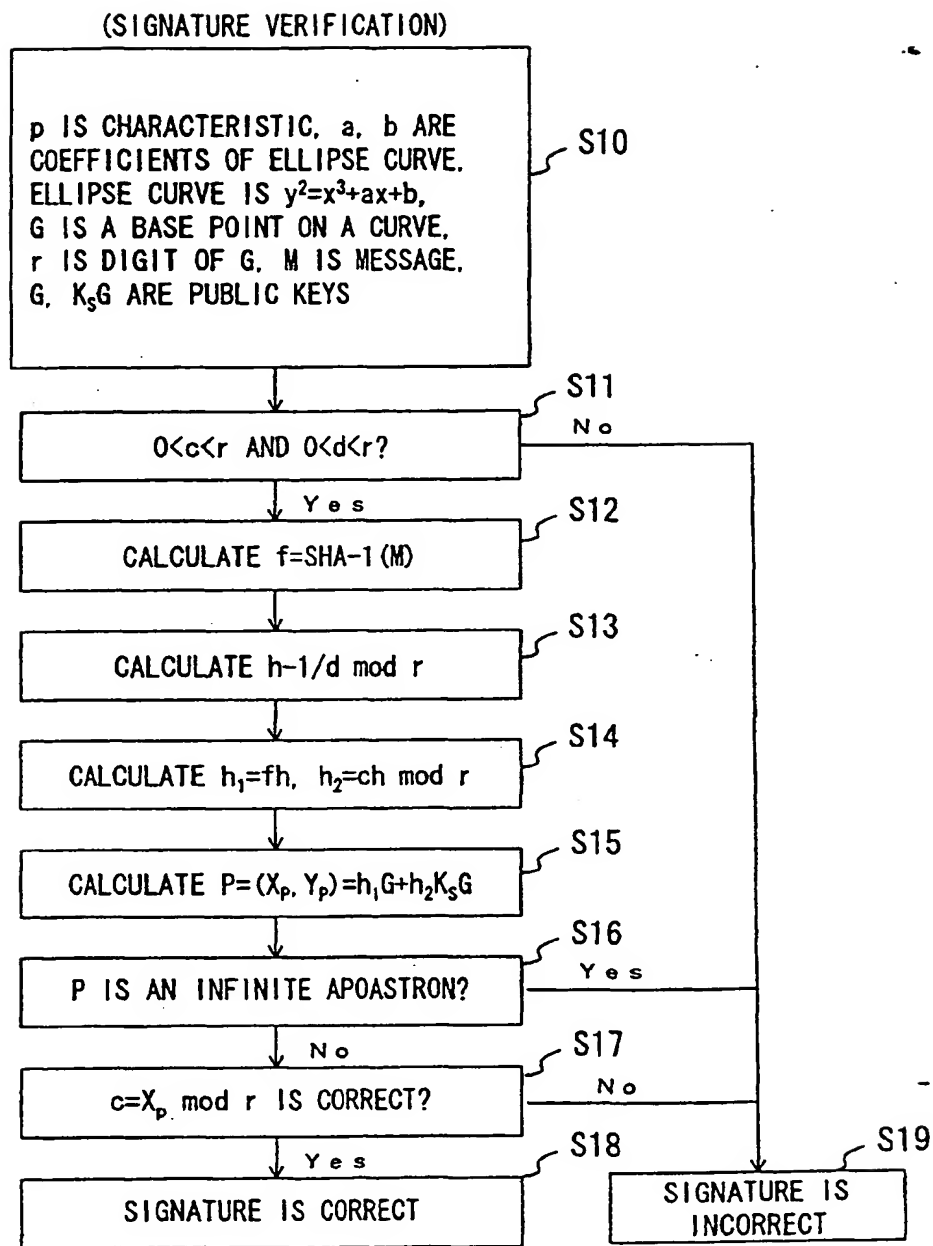 (SIGNATURE VERIFICATION)
p IS CHARACTERISTIC, a, b ARE
COEFFICIENTS OF ELLIPSE CURVE.
ELLIPSE CURVE IS y²=x³+ax+b,
G IS A BASE POINT ON A CURVE,
r IS DIGIT OF G, M IS MESSAGE,
G, KₛG ARE PUBLIC KEYS
S10
S11
0<c<r AND 0<d<r?
No
Yes
S12
CALCULATE f=SHA-1(M)
S13
CALCULATE h-1/d mod r
S14
CALCULATE h₁=fh, h₂=ch mod r
S15
CALCULATE P=(Xₚ, Yₚ)=h₁G+h₂KₛG
S16
P IS AN INFINITE APOASTRON?
Yes
No
S17
c=Xₚ mod r IS CORRECT?
No
Yes
S18
SIGNATURE IS CORRECT
S19
SIGNATURE IS
INCORRECT